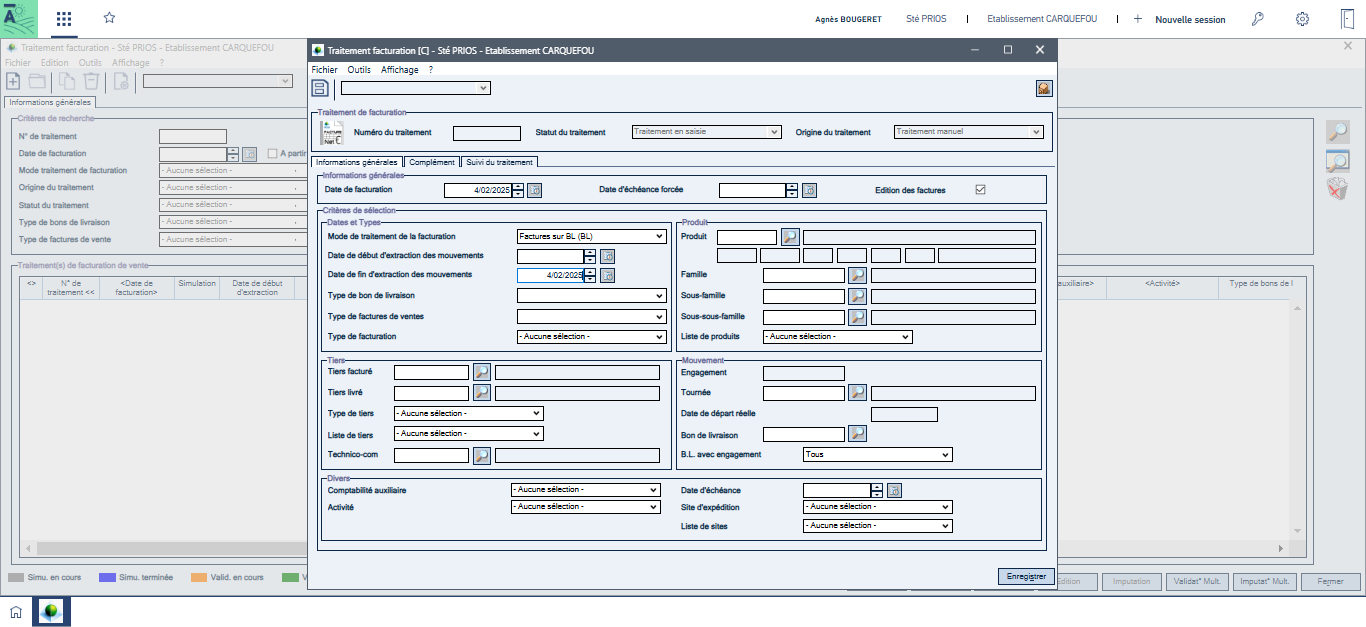 Agnès BOUGERET
Sté PRIOS
Etablissement CARQUEFOU
Nouvelle session
Traitement facturation - Sté PRIOS - Etablissement CARQUEFOU
Fichier Edition Outils Affichage ?
Informations générales
Critères de recherche
N° de traitement
Date de facturation
A partir
Mode traitement de facturation
- Aucune sélection -
Origine du traitement
- Aucune sélection -
Statut du traitement
- Aucune sélection -
Type de bons de livraison
- Aucune sélection -
Type de factures de vente
- Aucune sélection -
Traitement(s) de facturation de vente
<> N° de traitement << <Date de facturation> Simulation Date de début d'extraction
auxiliaire> <Activité> Type de bons de l
Simu. en cours Simu. terminée Valid. en cours V
Imputation Validat° Mult. Imputat° Mult. Fermer
Traitement facturation [C] - Sté PRIOS - Etablissement CARQUEFOU
Fichier Outils Affichage ?
Traitement de facturation
FACTURE
Net €
Numéro du traitement
Statut du traitement Traitement en saisie
Origine du traitement Traitement manuel
Informations générales Complément Suivi du traitement
Informations générales
Date de facturation 4/02/2025
Date d'échéance forcée
Edition des factures
Critères de sélection
Dates et Types
Mode de traitement de la facturation Factures sur BL (BL)
Date de début d'extraction des mouvements
Date de fin d'extraction des mouvements 4/02/2025
Type de bon de livraison
Type de factures de ventes
Type de facturation - Aucune sélection -
Produit
Produit
Famille
Sous-famille
Sous-sous-famille
Liste de produits - Aucune sélection -
Tiers
Tiers facturé
Tiers livré
Type de tiers - Aucune sélection -
Liste de tiers - Aucune sélection -
Technico-com
Mouvement
Engagement
Tournée
Date de départ réelle
Bon de livraison
B.L. avec engagement Tous
Divers
Comptabilité auxiliaire - Aucune sélection -
Activité - Aucune sélection -
Date d'échéance
Site d'expédition - Aucune sélection -
Liste de sites - Aucune sélection -
Enregistrer